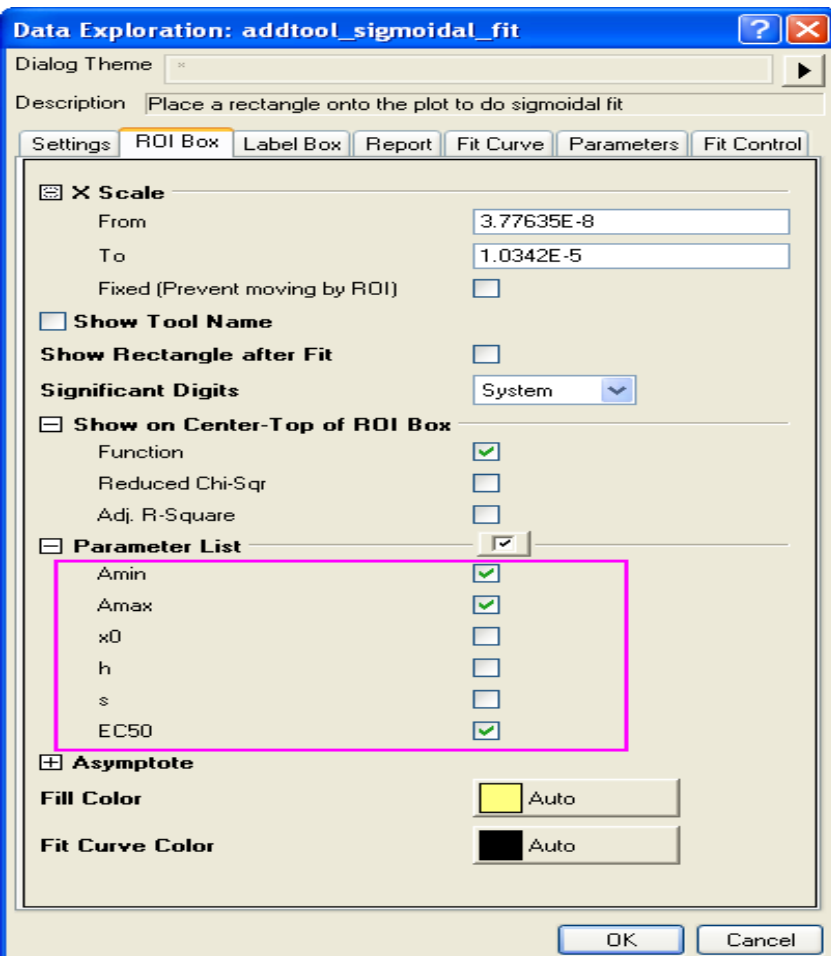 Data Exploration: addtool_sigmoidal_fit
Dialog Theme *
Description Place a rectangle onto the plot to do sigmoidal fit
Settings ROI Box Label Box Report Fit Curve Parameters Fit Control
X Scale
From 3.77635E-8
To 1.0342E-5
Fixed (Prevent moving by ROI)
Show Tool Name
Show Rectangle after Fit
Significant Digits System
Show on Center-Top of ROI Box
Function
Reduced Chi-Sqr
Adj. R-Square
Parameter List
Amin
Amax
x0
h
s
EC50
Asymptote
Fill Color Auto
Fit Curve Color Auto
OK Cancel